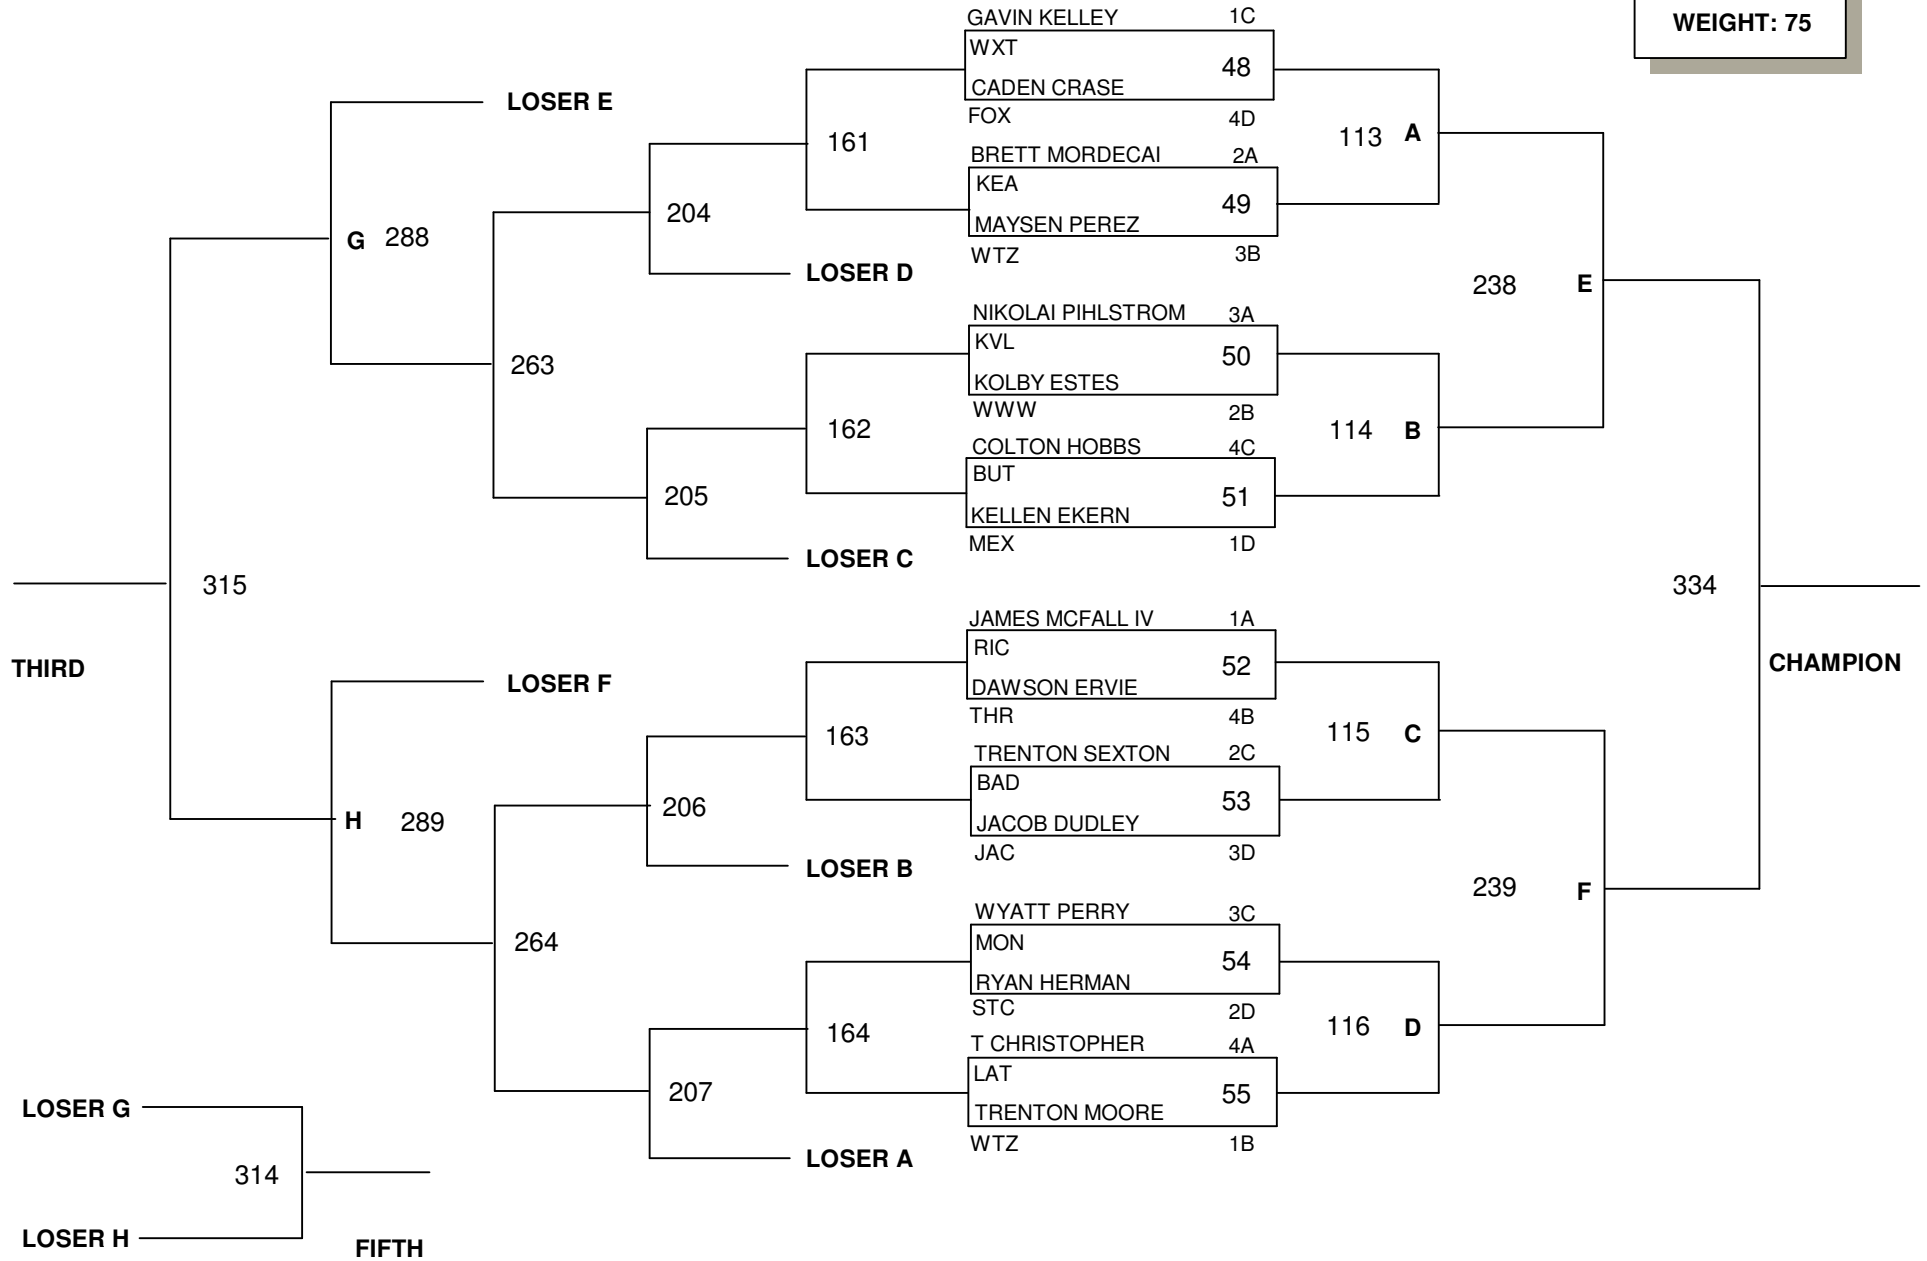 WEIGHT: 75
GAVIN KELLEY 1C
WXT
48
CADEN CRASE
FOX 4D
BRETT MORDECAI 2A
KEA
49
MAYSEN PEREZ
WTZ 3B
NIKOLAI PIHLSTROM 3A
KVL
50
KOLBY ESTES
WWW 2B
COLTON HOBBS 4C
BUT
51
KELLEN EKERN
MEX 1D
JAMES MCFALL IV 1A
RIC
52
DAWSON ERVIE
THR 4B
TRENTON SEXTON 2C
BAD
53
JACOB DUDLEY
JAC 3D
WYATT PERRY 3C
MON
54
RYAN HERMAN
STC 2D
T CHRISTOPHER 4A
LAT
55
TRENTON MOORE
WTZ 1B
113 A
114 B
115 C
116 D
238 E
239 F
334
CHAMPION
161
162
163
164
204
LOSER D
205
LOSER C
206
LOSER B
207
LOSER A
263
264
LOSER E
G 288
LOSER F
H 289
315
THIRD
LOSER G
314
LOSER H
FIFTH